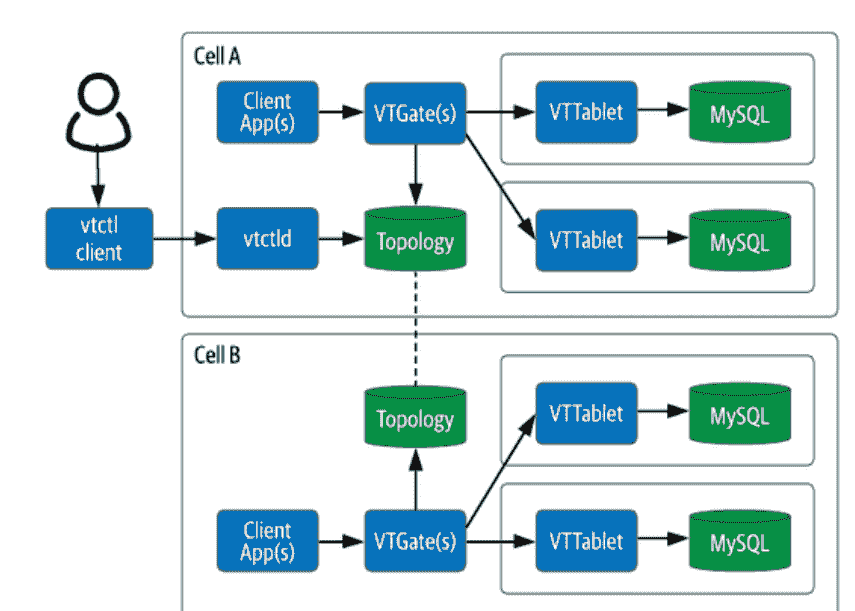 Cell A
Client
App(s)
VTGate(s)
VTTablet
MySQL
vtctl
client
vtctld
Topology
VTTablet
MySQL
Cell B
Topology
VTTablet
MySQL
Client
App(s)
VTGate(s)
VTTablet
MySQL